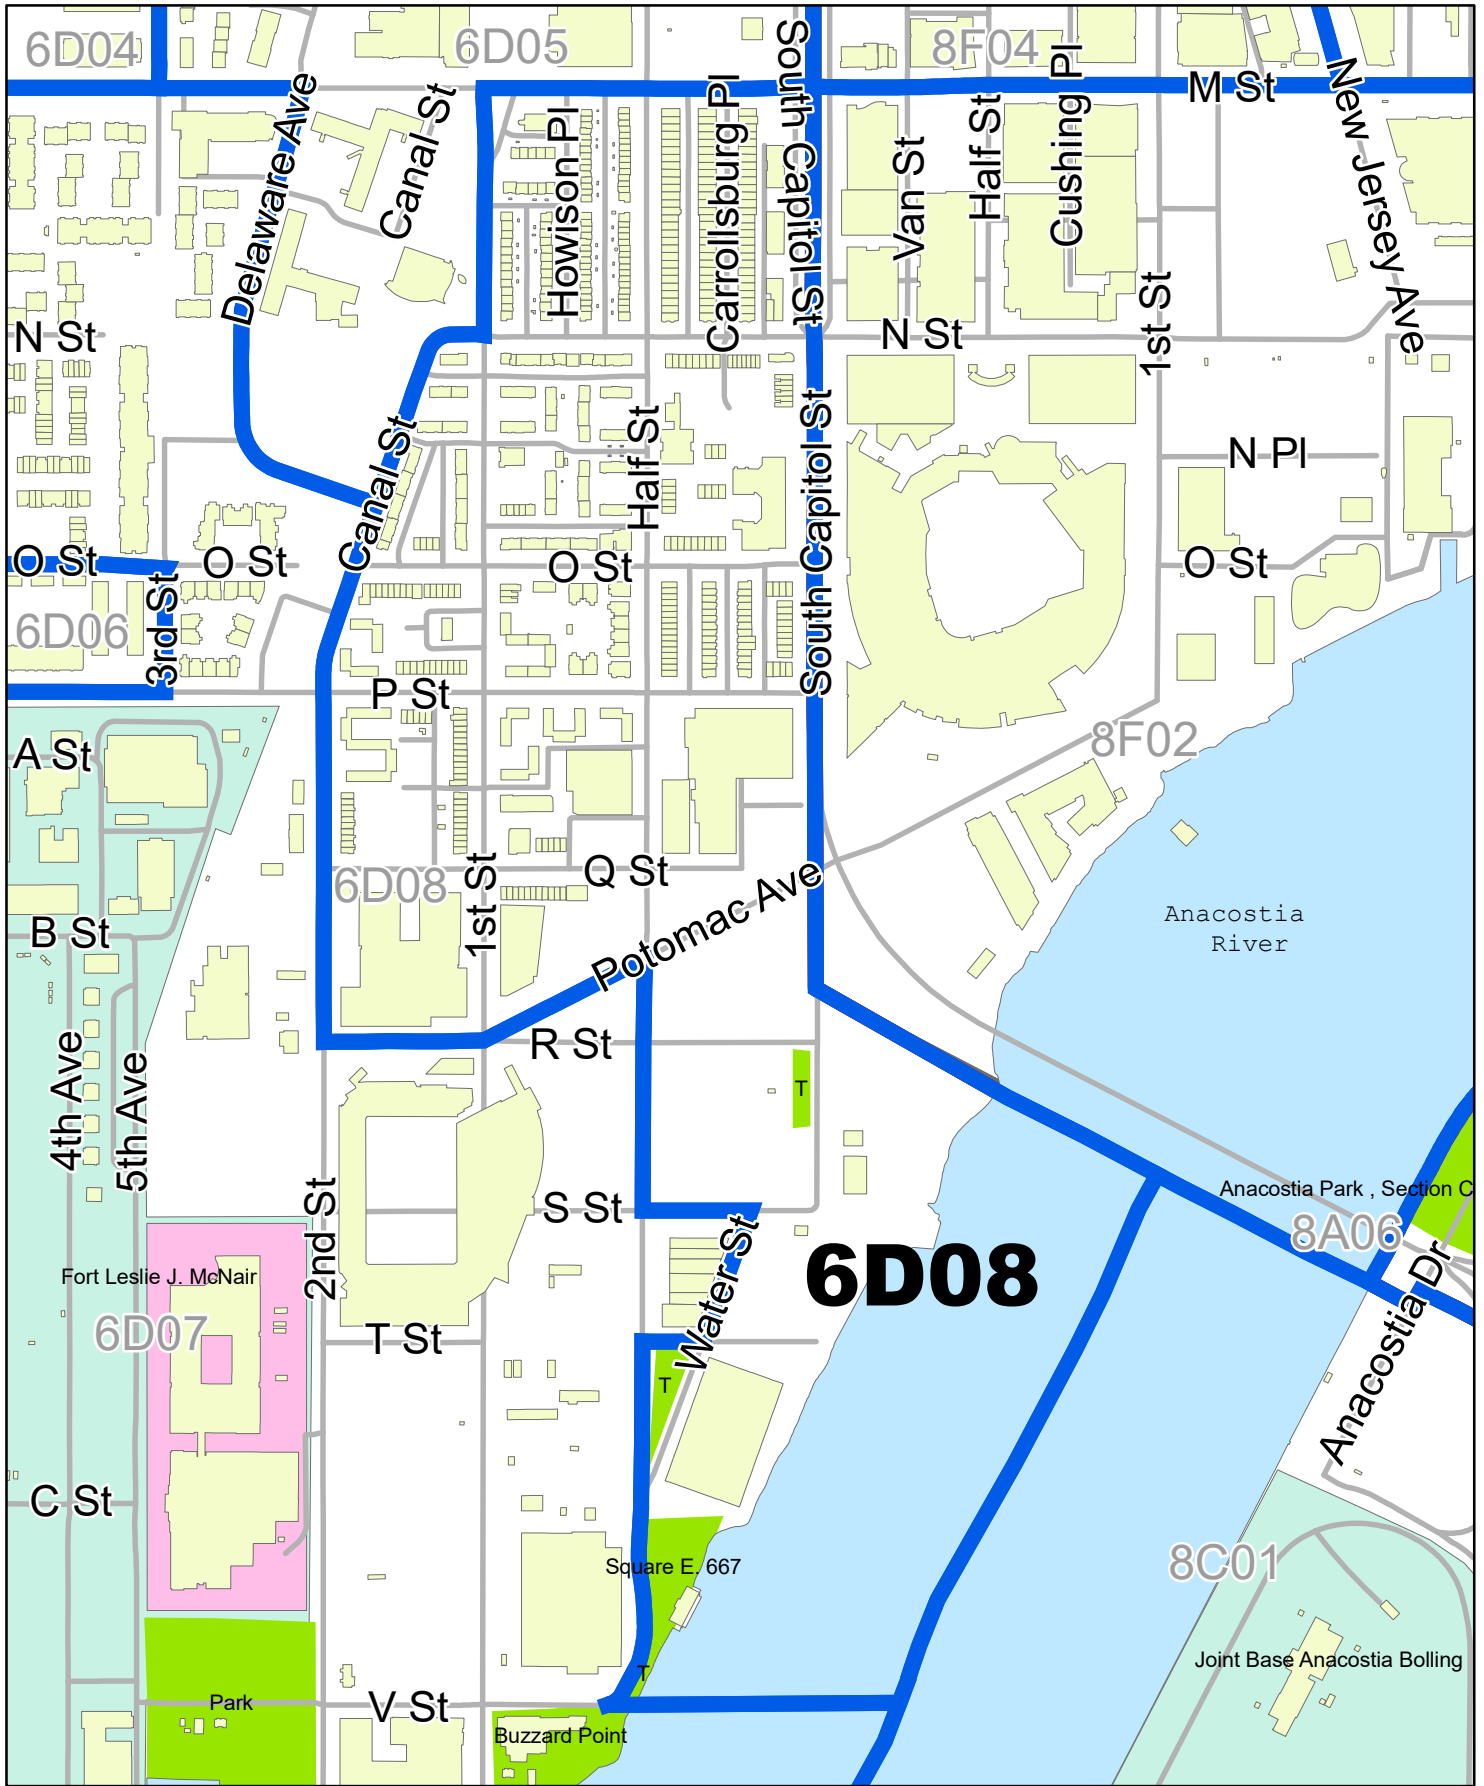 6D04
6D05
8F04
South Capitol St
M St
New Jersey Ave
Delaware Ave
Canal St
Howison Pl
Carrollsburg Pl
Van St
Half St
Cushing Pl
1st St
N St
N St
Canal St
Half St
South Capitol St
N Pl
O St
O St
O St
O St
6D06
3rd St
P St
8F02
A St
6D08
1st St
Q St
Potomac Ave
Anacostia
River
B St
4th Ave
5th Ave
R St
T
2nd St
S St
Water St
6D08
Anacostia Park , Section C
8A06
Anacostia Dr
Fort Leslie J. McNair
6D07
T St
T
C St
Square E. 667
8C01
T
Joint Base Anacostia Bolling
Park
V St
Buzzard Point